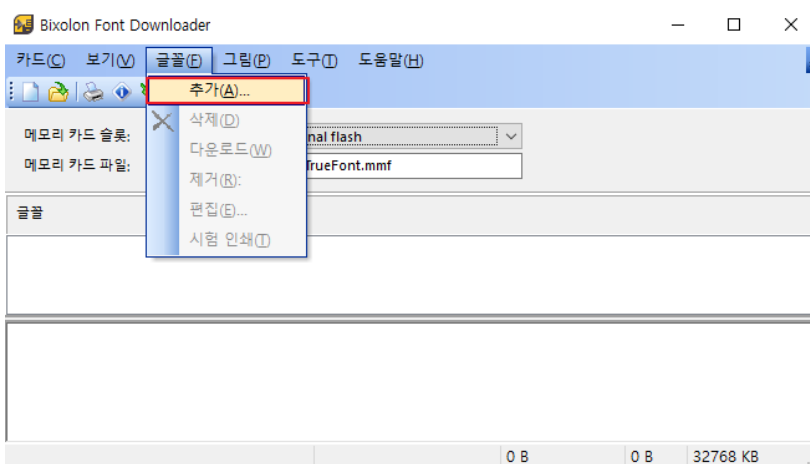 Bixolon Font Downloader
카드(C) 보기(V) 글꼴(F) 그림(P) 도구(T) 도움말(H)
추가(A)...
삭제(D)
메모리 카드 슬롯: nal flash
다운로드(W)
메모리 카드 파일: TrueFont.mmf
제거(R):
글꼴
편집(E)...
시험 인쇄(T)
0 B 0 B 32768 KB